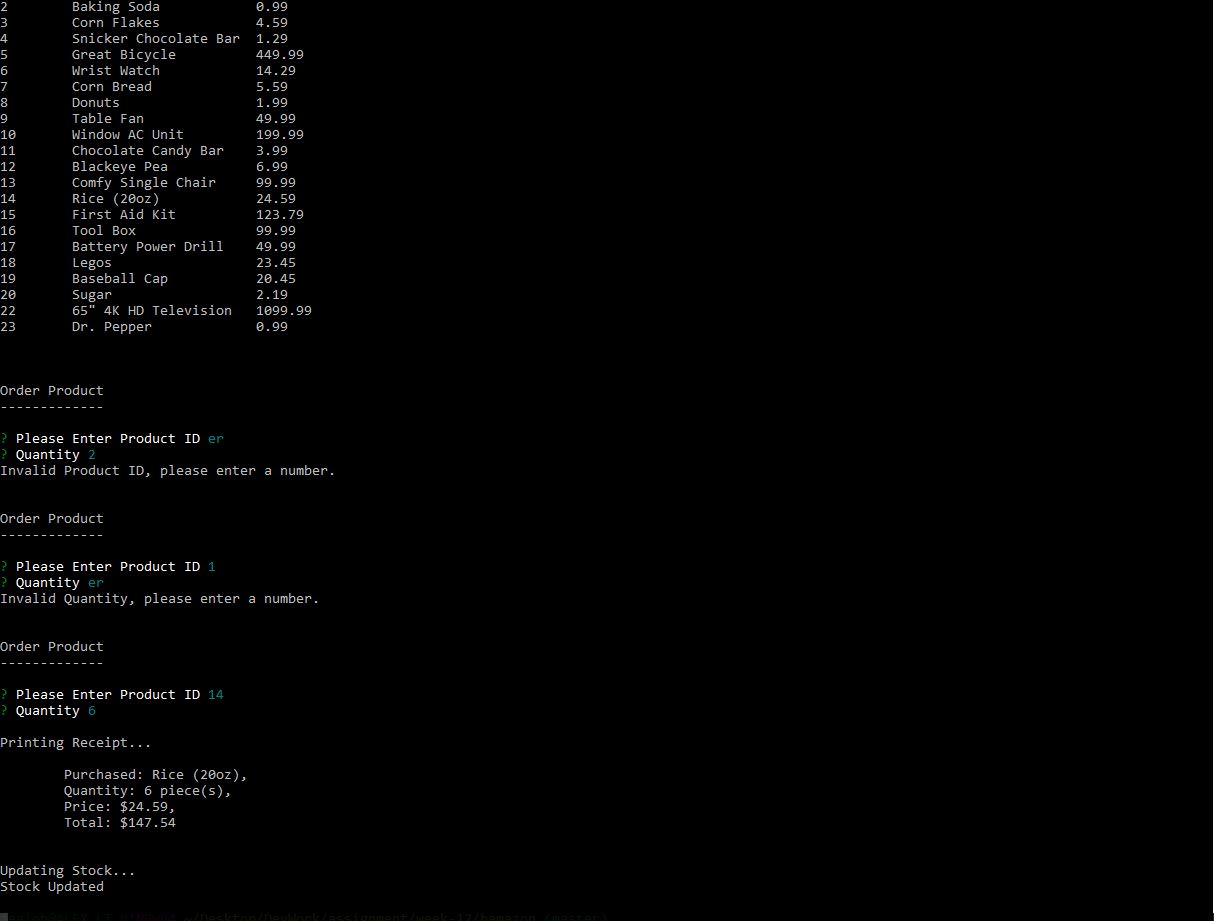 2 Baking Soda 0.99
3 Corn Flakes 4.59
4 Snicker Chocolate Bar 1.29
5 Great Bicycle 449.99
6 Wrist Watch 14.29
7 Corn Bread 5.59
8 Donuts 1.99
9 Table Fan 49.99
10 Window AC Unit 199.99
11 Chocolate Candy Bar 3.99
12 Blackeye Pea 6.99
13 Comfy Single Chair 99.99
14 Rice (20oz) 24.59
15 First Aid Kit 123.79
16 Tool Box 99.99
17 Battery Power Drill 49.99
18 Legos 23.45
19 Baseball Cap 20.45
20 Sugar 2.19
22 65" 4K HD Television 1099.99
23 Dr. Pepper 0.99
Order Product
-------------
? Please Enter Product ID er
? Quantity 2
Invalid Product ID, please enter a number.
Order Product
-------------
? Please Enter Product ID 1
? Quantity er
Invalid Quantity, please enter a number.
Order Product
-------------
? Please Enter Product ID 14
? Quantity 6
Printing Receipt...
Purchased: Rice (20oz),
Quantity: 6 piece(s),
Price: $24.59,
Total: $147.54
Updating Stock...
Stock Updated